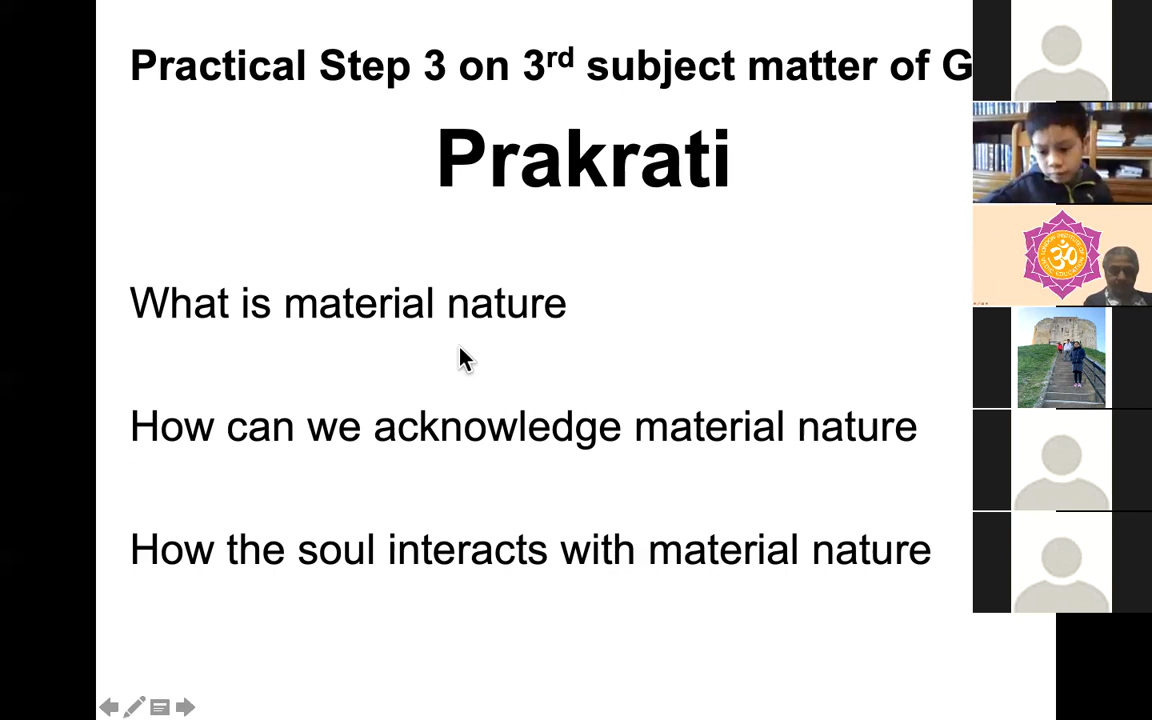 Practical Step 3 on 3rd subject matter of G
Prakrati
What is material nature
How can we acknowledge material nature
How the soul interacts with material nature
ॐ